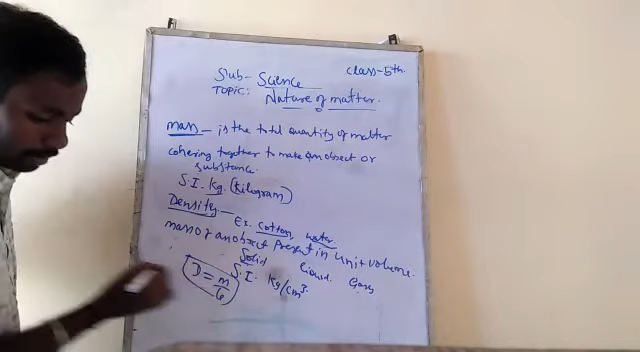 Sub- Science
class-5th.
TOPIC: Nature of matter.
mass - is the total quantity of matter
cohering together to make an object or
substance.
S.I. Kg. (Kilogram)
Density - Ex. cotton, water.
mass of an object present in unit volume.
Solid liquid. Gas
D = m/
S.I. Kg/cm3.